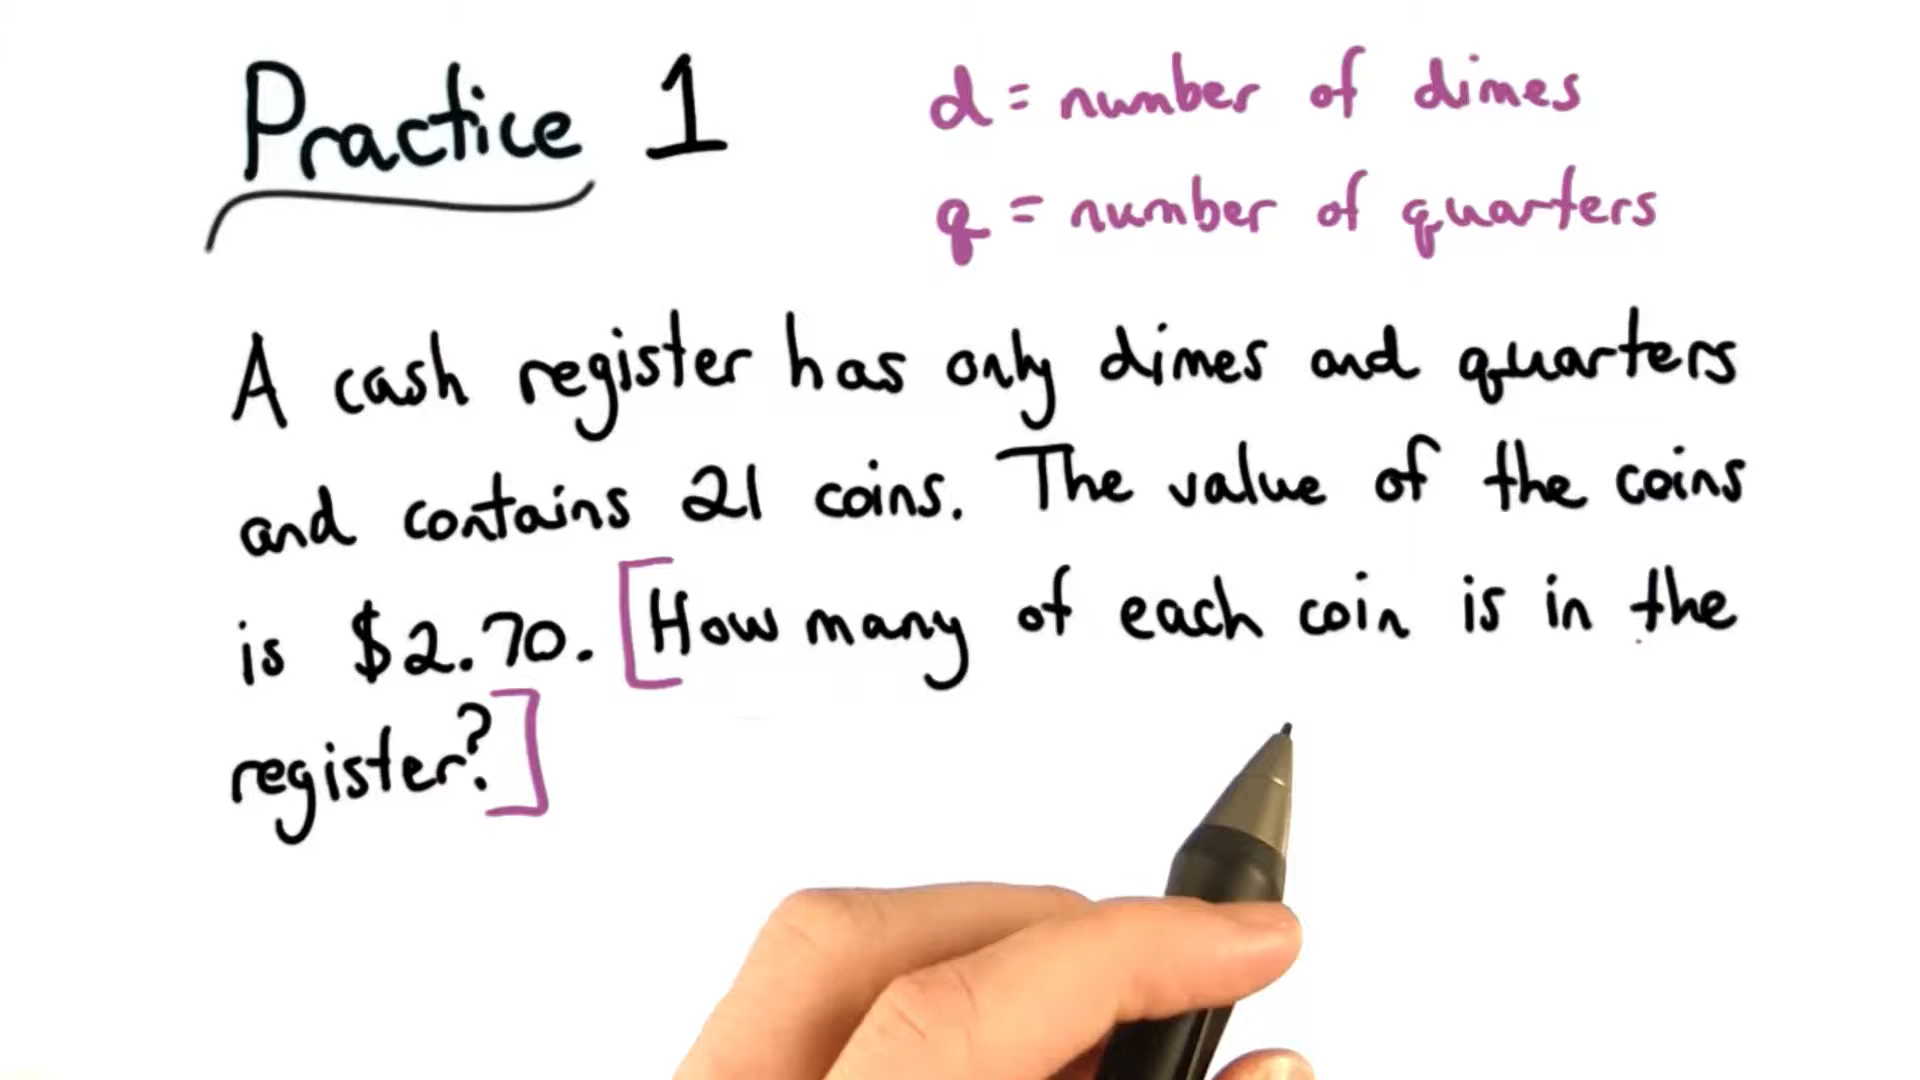 Practice 1
d = number of dimes
q = number of quarters
A cash register has only dimes and quarters
and contains 21 coins. The value of the coins
is $2.70. [How many of each coin is in the
register?]